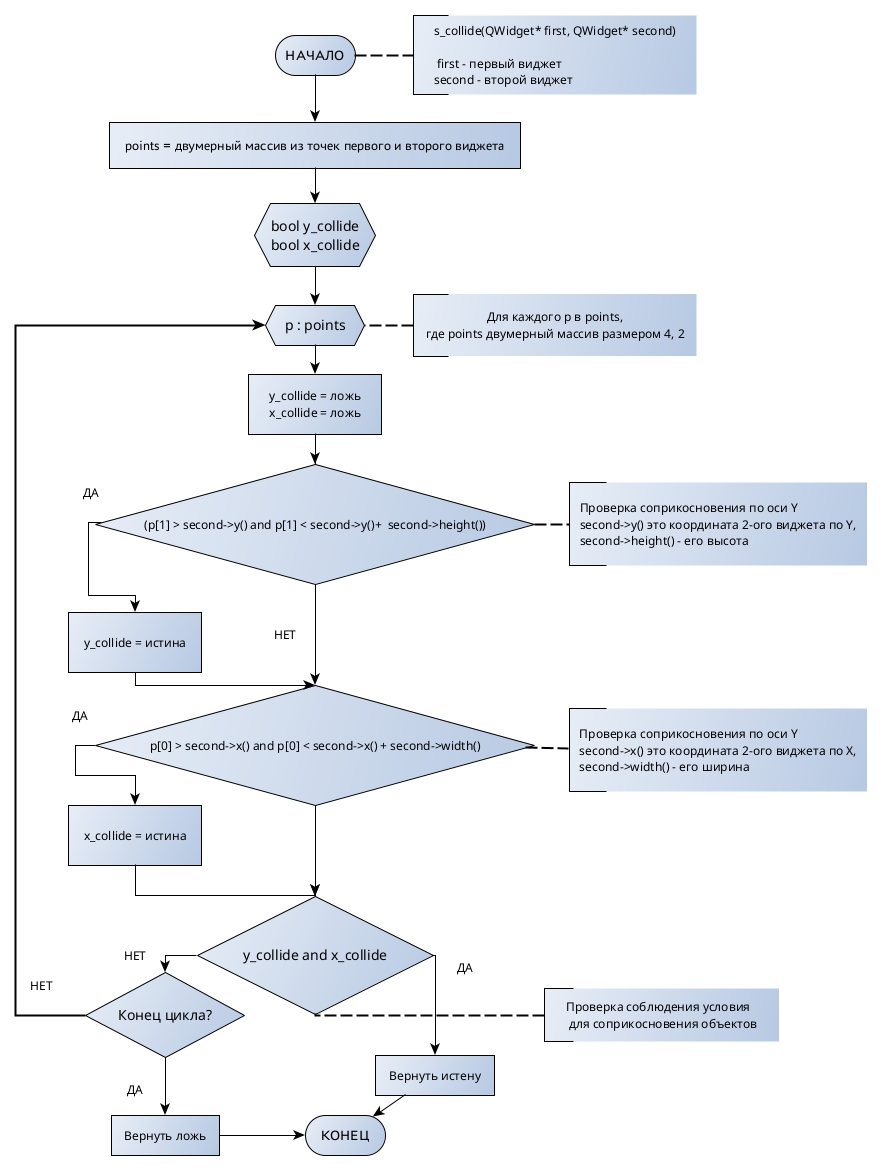 s_collide(QWidget* first, QWidget* second)
НАЧАЛО
first - первый виджет
second - второй виджет
points = двумерный массив из точек первого и второго виджета
bool y_collide
bool x_collide
p : points
Для каждого p в points,
где points двумерный массив размером 4, 2
y_collide = ложь
x_collide = ложь
ДА
(p[1] > second->y() and p[1] < second->y()+ second->height())
Проверка соприкосновения по оси Y
second->y() это координата 2-ого виджета по Y,
second->height() - его высота
y_collide = истина
НЕТ
ДА
p[0] > second->x() and p[0] < second->x() + second->width()
Проверка соприкосновения по оси Y
second->x() это координата 2-ого виджета по X,
second->width() - его ширина
x_collide = истина
y_collide and x_collide
НЕТ
ДА
НЕТ
Конец цикла?
Проверка соблюдения условия
для соприкосновения объектов
Вернуть истену
ДА
Вернуть ложь
КОНЕЦ